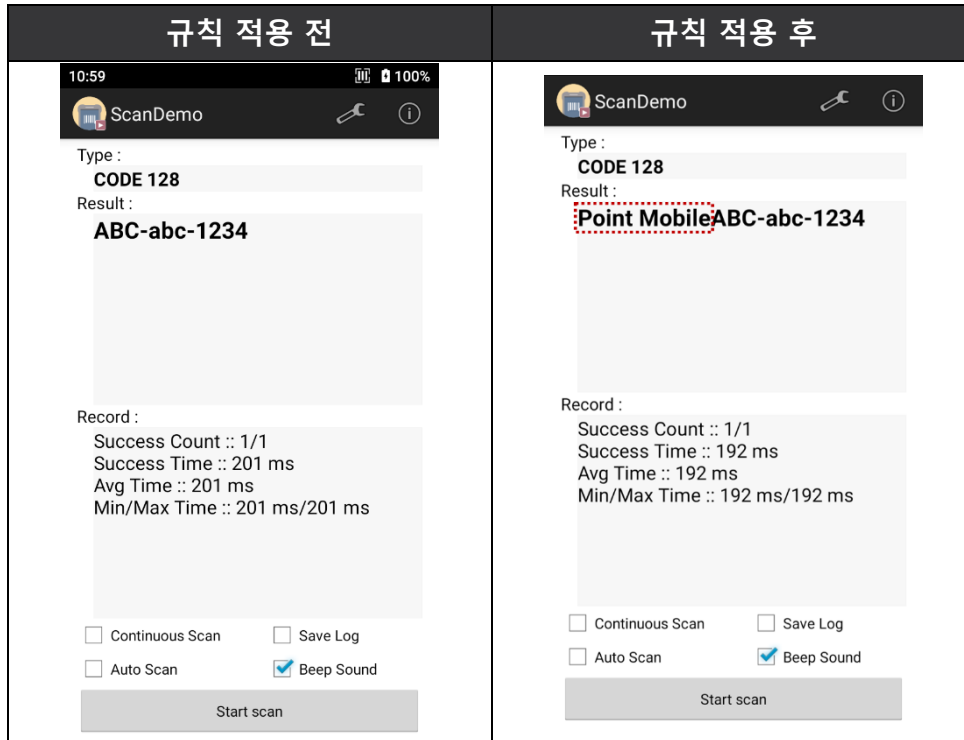 규칙 적용 전
규칙 적용 후
10:59
100%
ScanDemo
Type :
CODE 128
Result :
ABC-abc-1234
Record :
Success Count :: 1/1
Success Time :: 201 ms
Avg Time :: 201 ms
Min/Max Time :: 201 ms/201 ms
Continuous Scan
Save Log
Auto Scan
Beep Sound
Start scan
ScanDemo
Type :
CODE 128
Result :
Point MobileABC-abc-1234
Record :
Success Count :: 1/1
Success Time :: 192 ms
Avg Time :: 192 ms
Min/Max Time :: 192 ms/192 ms
Continuous Scan
Save Log
Auto Scan
Beep Sound
Start scan